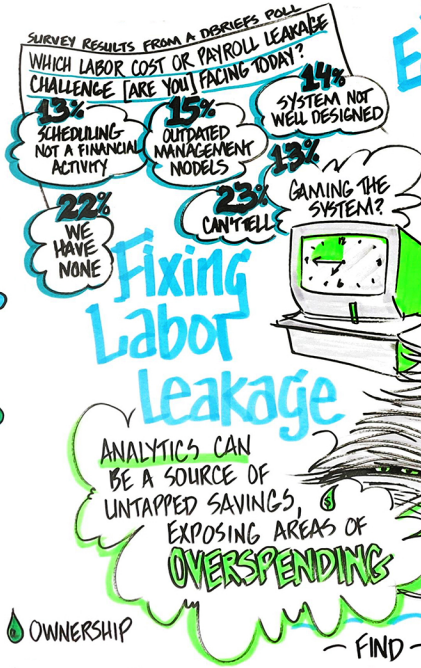 SURVEY RESULTS FROM A DBRIEFS POLL
WHICH LABOR COST OR PAYROLL LEAKAGE
CHALLENGE [ARE YOU] FACING TODAY?
13%
SCHEDULING
NOT A FINANCIAL
ACTIVITY
15%
OUTDATED
MANAGEMENT
MODELS
14%
SYSTEM NOT
WELL DESIGNED
13%
GAMING THE
SYSTEM?
22%
WE
HAVE
NONE
23%
CAN'T TELL
12
Fixing
Labor
Leakage
ANALYTICS CAN
BE A SOURCE OF
UNTAPPED SAVINGS,
$
EXPOSING AREAS OF
OVERSPENDING
OWNERSHIP
- FIND -